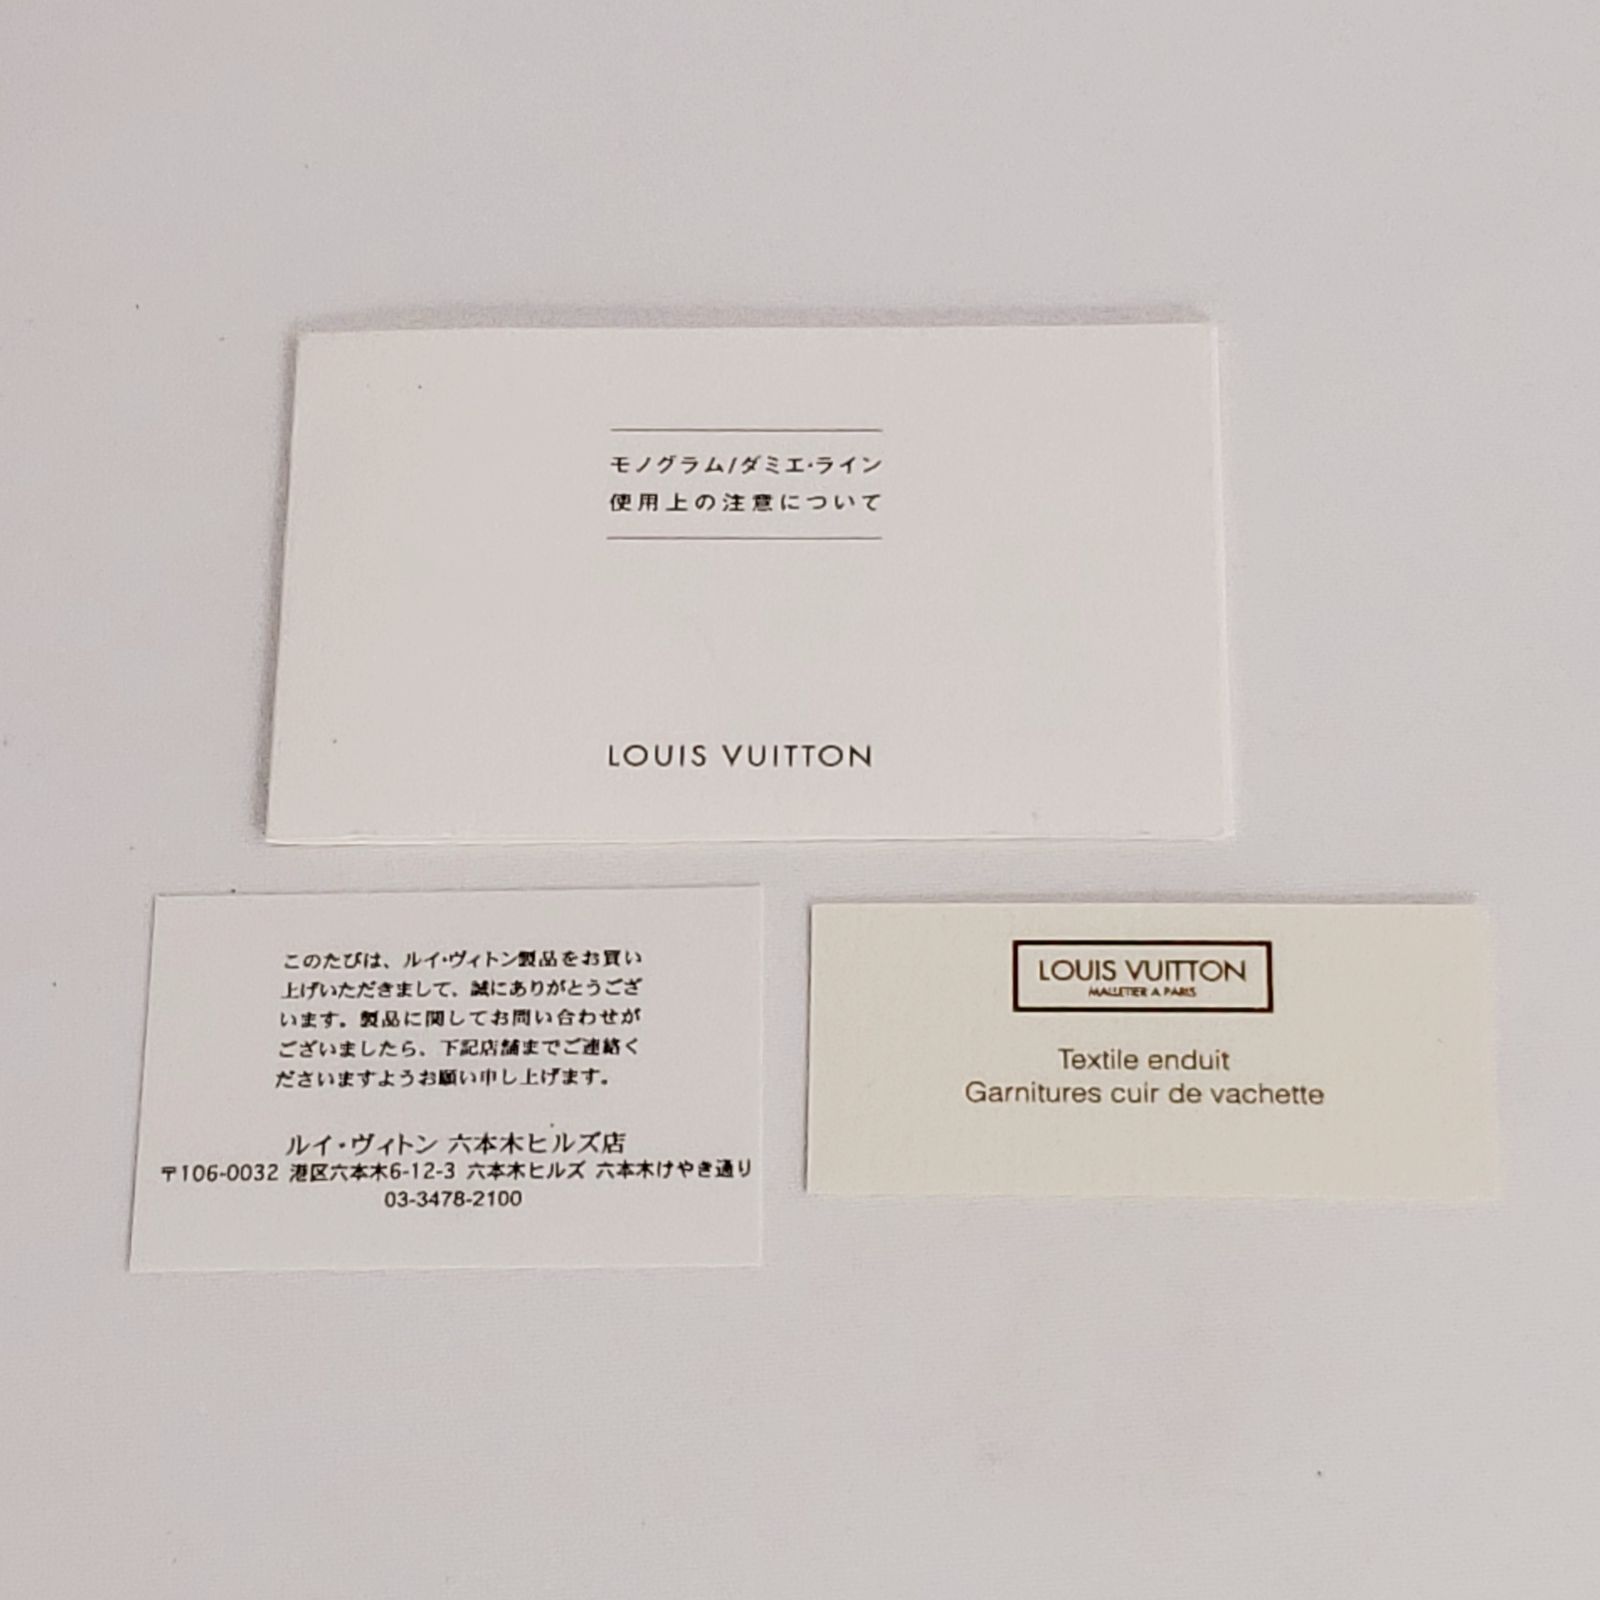 モノグラム/ダミエ・ライン
使用上の注意について
LOUIS VUITTON
このたびは、ルイ・ヴィトン製品をお買い
上げいただきまして、誠にありがとうござ
います。製品に関してお問い合わせが
ございましたら、下記店舗までご連絡く
ださいますようお願い申し上げます。
ルイ・ヴィトン 六本木ヒルズ店
〒106-0032 港区六本木6-12-3 六本木ヒルズ 六本木けやき通り
03-3478-2100
LOUIS VUITTON
MALLETIER A PARIS
Textile enduit
Garnitures cuir de vachette